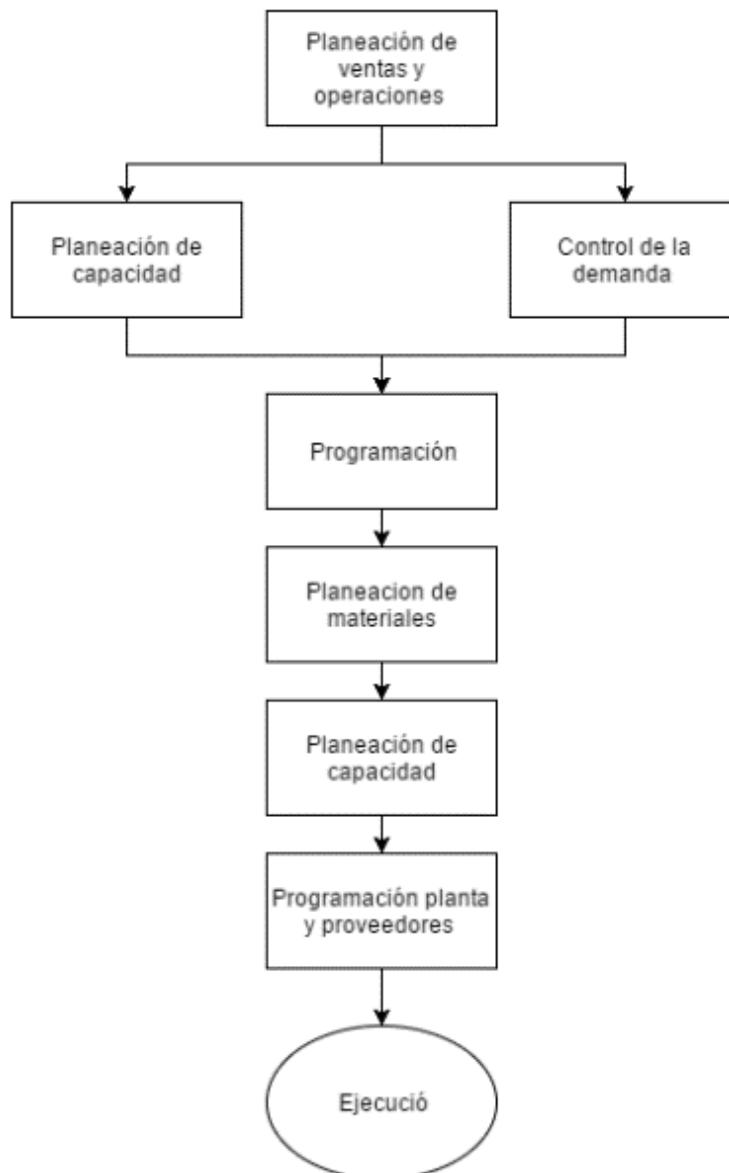 Planeación de
ventas y
operaciones
Planeación de
capacidad
Control de la
demanda
Programación
Planeacion de
materiales
Planeación de
capacidad
Programación planta
y proveedores
Ejecució